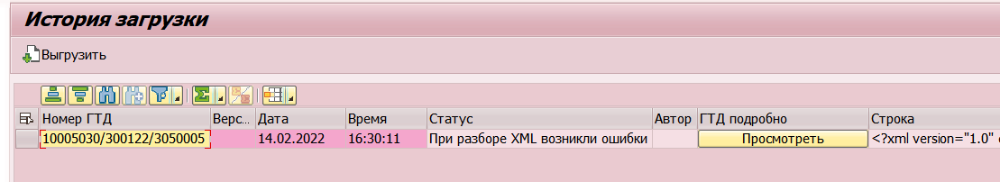 История загрузки
Выгрузить
Номер ГТД Верс... Дата Время Статус Автор ГТД подробно Строка
10005030/300122/3050005 14.02.2022 16:30:11 При разборе XML возникли ошибки Просмотреть <?xml version="1.0"